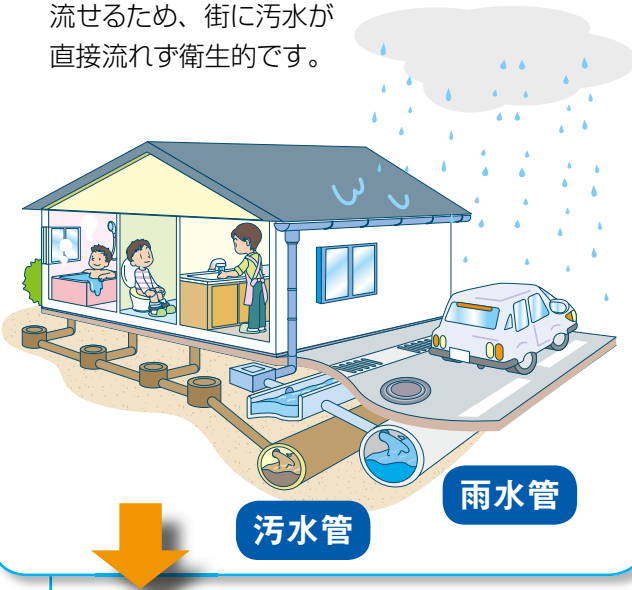 流せるため、街に汚水が
直接流れず衛生的です。
雨水管
汚水管